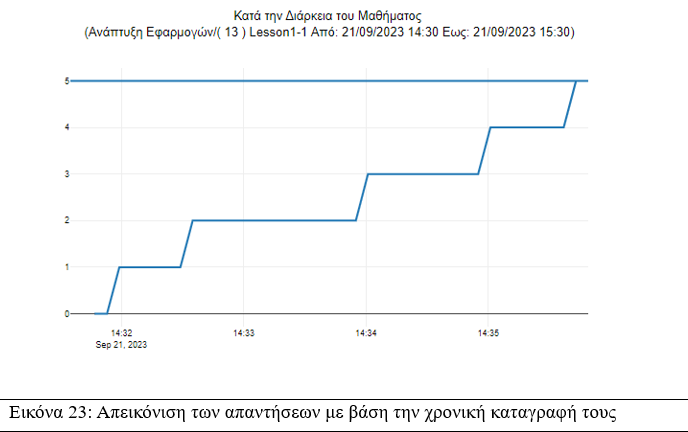 Κατά την Διάρκεια του Μαθήματος
(Ανάπτυξη Εφαρμογών/( 13 ) Lesson1-1 Από: 21/09/2023 14:30 Εως: 21/09/2023 15:30)
5
4
3
2
1
0
14:32 14:33 14:34 14:35
Sep 21, 2023
Εικόνα 23: Απεικόνιση των απαντήσεων με βάση την χρονική καταγραφή τους